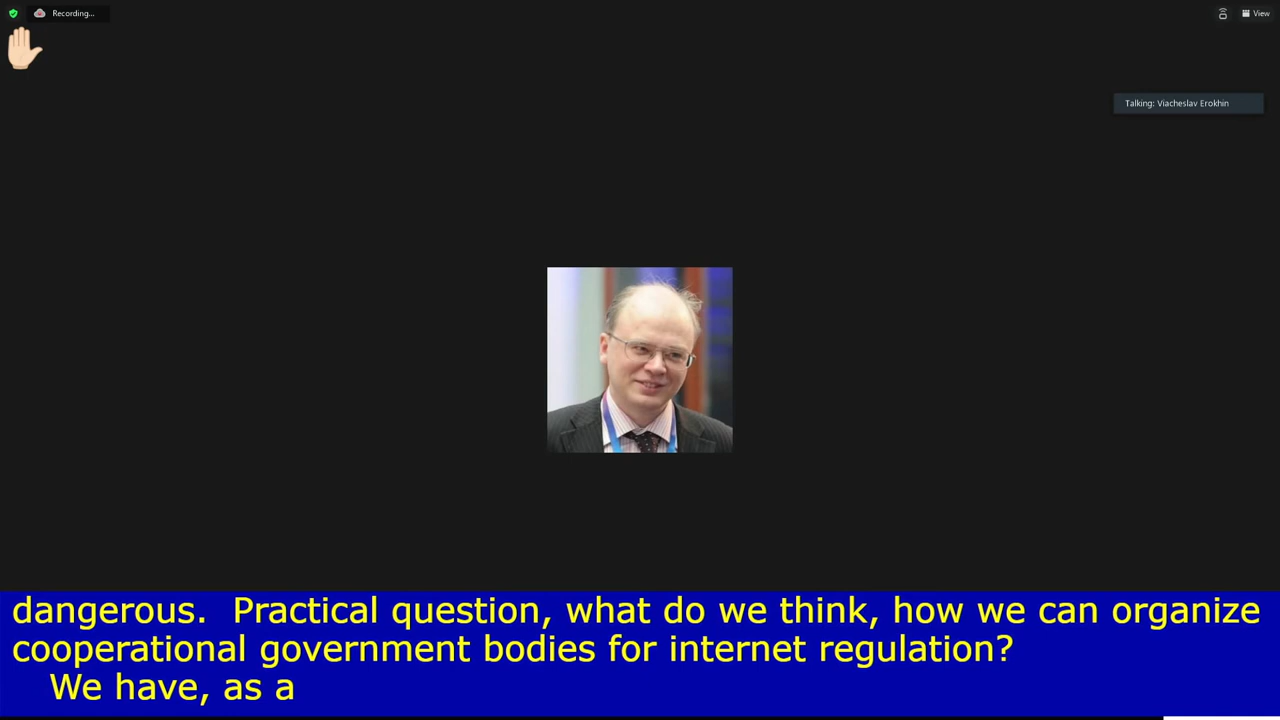 Recording...
View
Talking: Viacheslav Erokhin
dangerous.  Practical question, what do we think, how we can organize
cooperational government bodies for internet regulation?
We have, as a